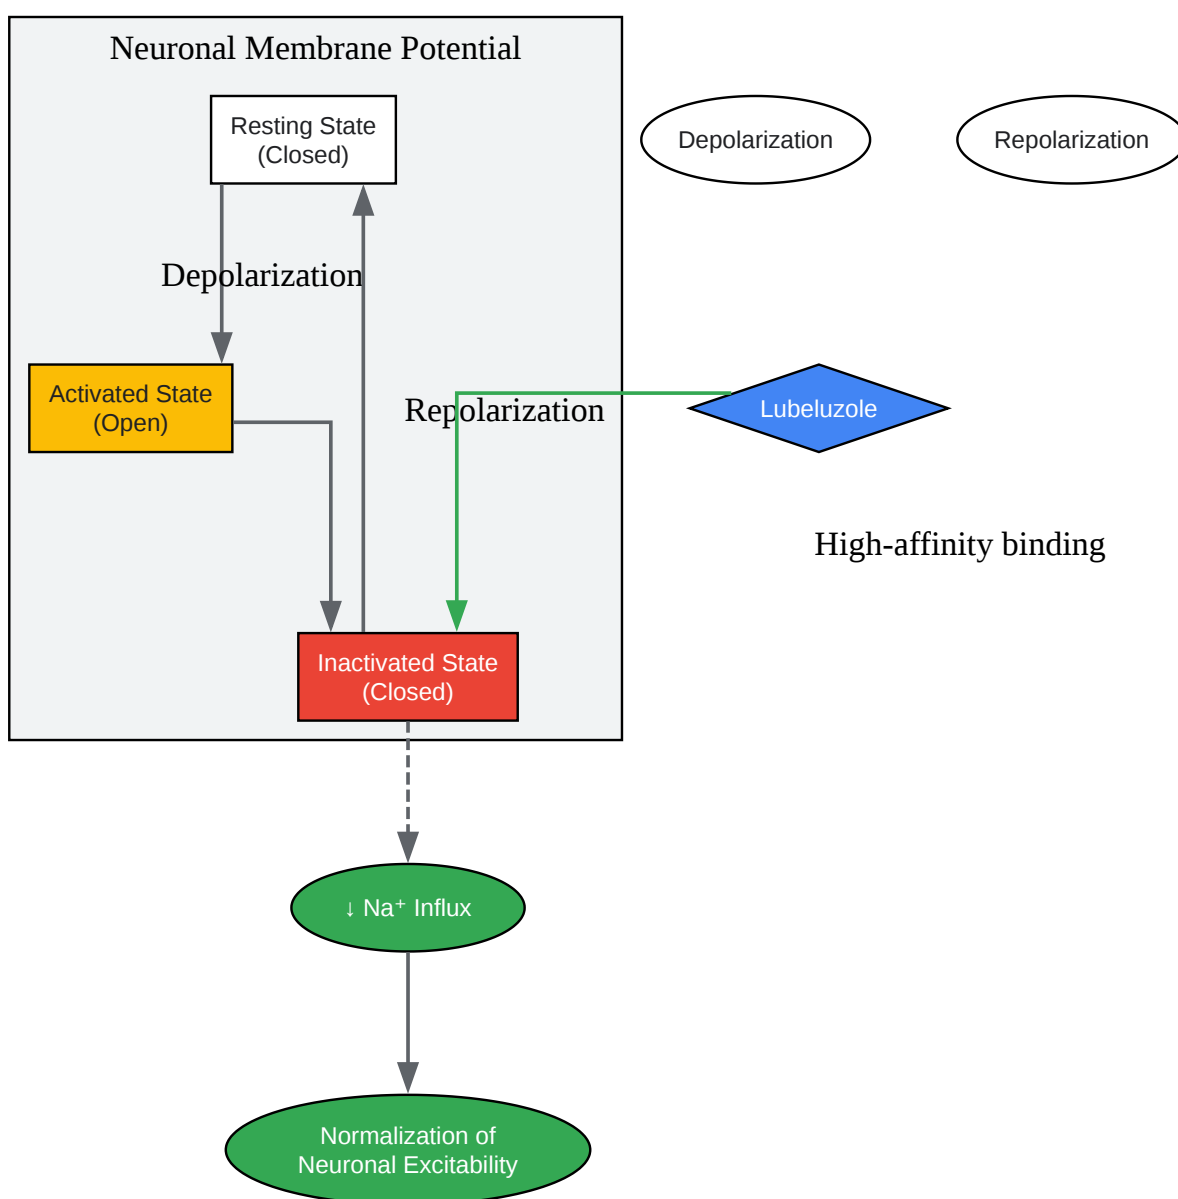 Neuronal Membrane Potential
Resting State
(Closed)
Depolarization
Repolarization
Depolarization
Activated State
(Open)
Repolarization
Lubeluzole
High-affinity binding
Inactivated State
(Closed)
↓ Na⁺ Influx
Normalization of
Neuronal Excitability